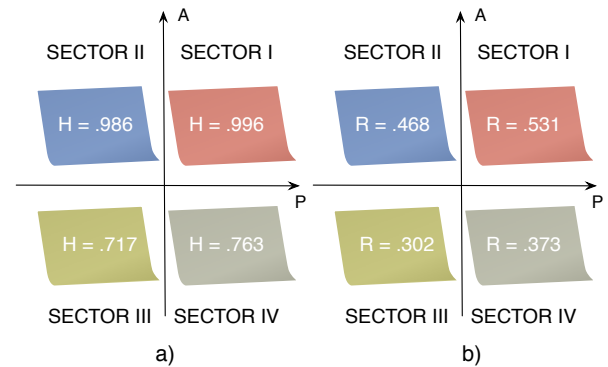 A
SECTOR II SECTOR I
H = .986 H = .996
P
H = .717 H = .763
SECTOR III SECTOR IV
a)
A
SECTOR II SECTOR I
R = .468 R = .531
P
R = .302 R = .373
SECTOR III SECTOR IV
b)